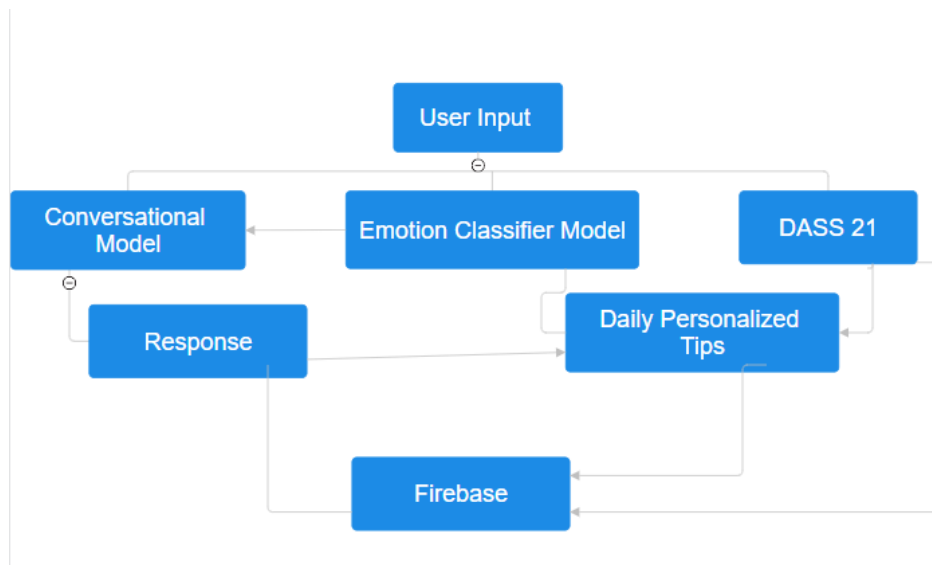 User Input
Conversational
Model
Emotion Classifier Model
DASS 21
Response
Daily Personalized
Tips
Firebase